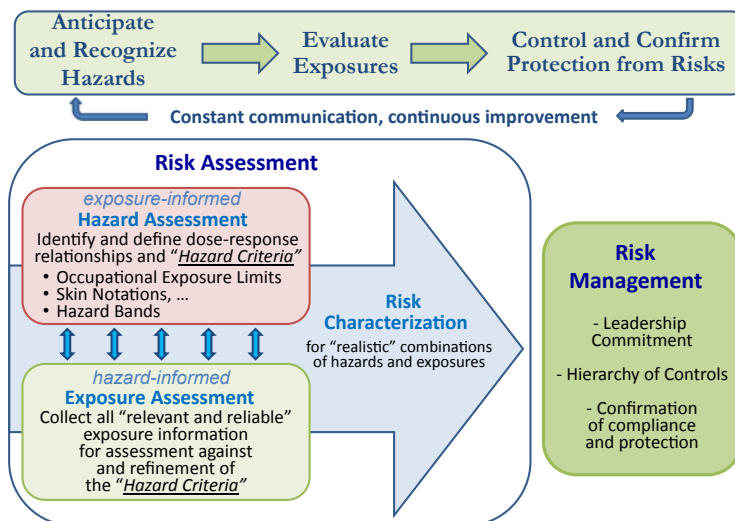 Anticipate
and Recognize
Hazards
Evaluate
Exposures
Control and Confirm
Protection from Risks
Constant communication, continuous improvement
Risk Assessment
exposure-informed
Hazard Assessment
Identify and define dose-response
relationships and “Hazard Criteria”
• Occupational Exposure Limits
• Skin Notations, ...
• Hazard Bands
hazard-informed
Exposure Assessment
Collect all “relevant and reliable”
exposure information
for assessment against
and refinement of
the “Hazard Criteria”
Risk
Characterization
for “realistic” combinations
of hazards and exposures
Risk
Management
- Leadership
Commitment
- Hierarchy of Controls
- Confirmation
of compliance
and protection